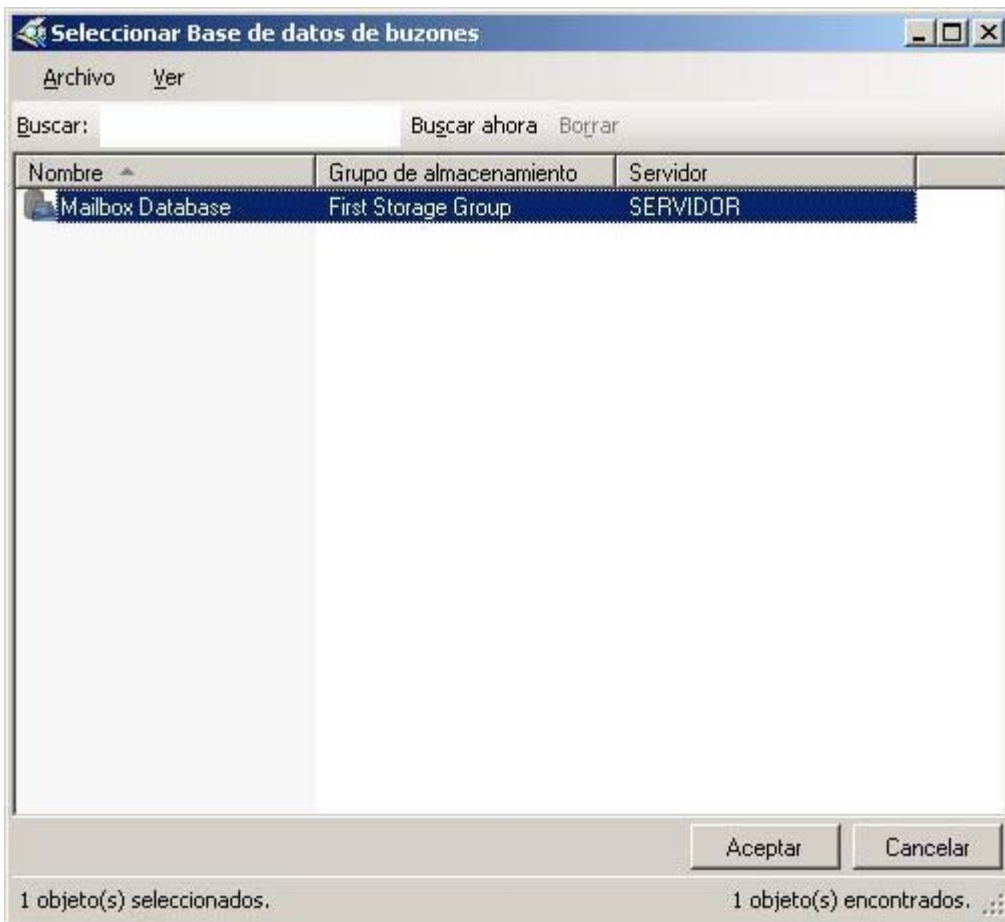 Seleccionar Base de datos de buzones
Archivo Ver
Buscar: Buscar ahora Borrar
Nombre Grupo de almacenamiento Servidor
Mailbox Database First Storage Group SERVIDOR
Aceptar Cancelar
1 objeto(s) seleccionados. 1 objeto(s) encontrados.